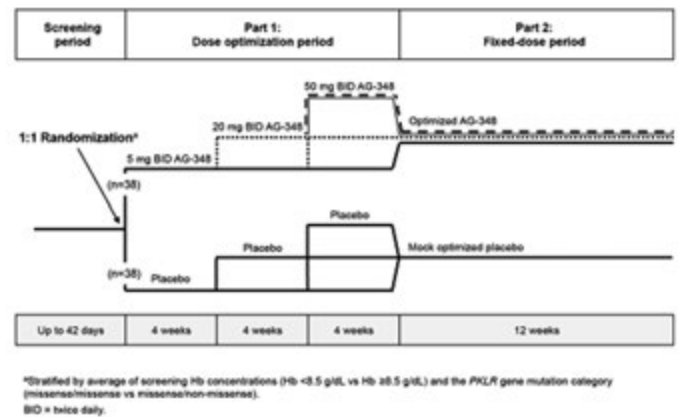 Screening
period
Part 1:
Dose optimization period
Part 2:
Fixed-dose period
50 mg BID AG-348
Optimized AG-348
20 mg BID AG-348
1:1 Randomizationᵃ
5 mg BID AG-348
(n=38)
Placebo
Placebo
Mock optimized placebo
(n=38)
Placebo
Up to 42 days
4 weeks
4 weeks
4 weeks
12 weeks
ᵃStratified by average of screening Hb concentrations (Hb <8.5 g/dL vs Hb ≥8.5 g/dL) and the PKLR gene mutation category
(missense/missense vs missense/non-missense).
BID = twice daily.